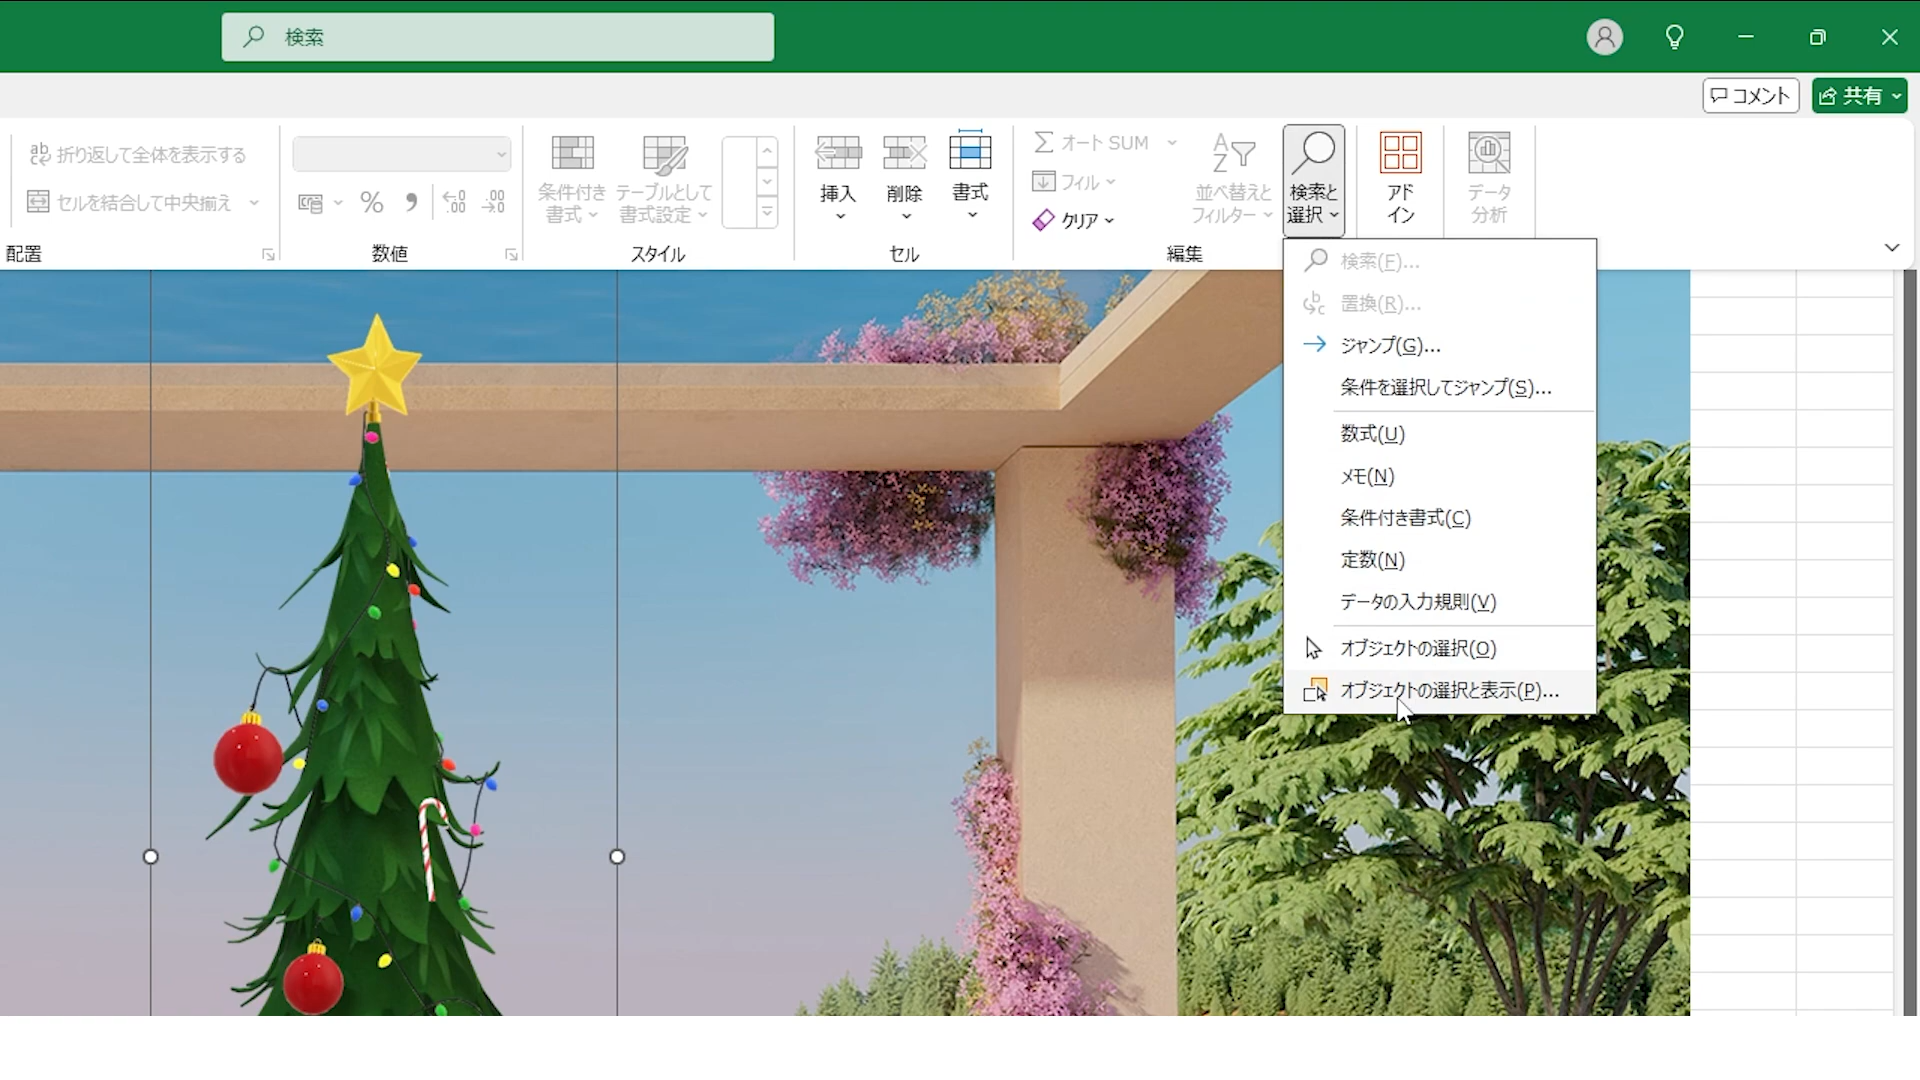 検索
コメント
共有
折り返して全体を表示する
セルを結合して中央揃え
配置
数値
条件付き
書式
テーブルとして
書式設定
スタイル
挿入
削除
書式
セル
オート SUM
フィル
クリア
並べ替えと
フィルター
編集
検索と
選択
アド
イン
データ
分析
検索(F)...
置換(R)...
ジャンプ(G)...
条件を選択してジャンプ(S)...
数式(U)
メモ(N)
条件付き書式(C)
定数(N)
データの入力規則(V)
オブジェクトの選択(O)
オブジェクトの選択と表示(P)...